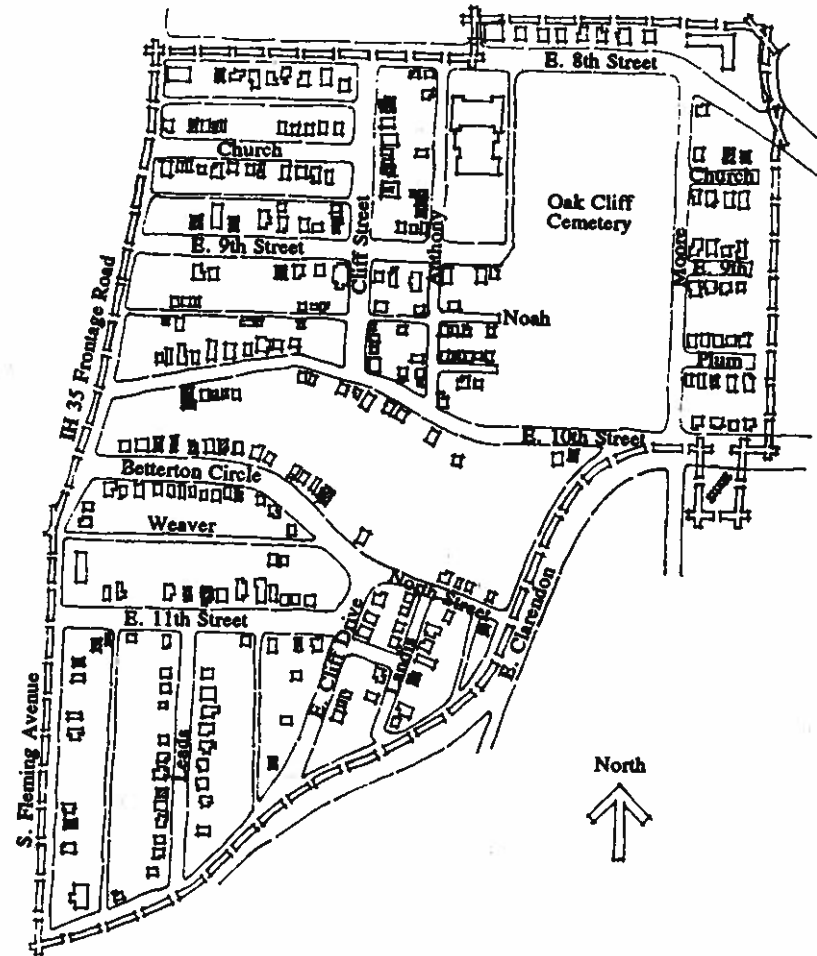 E. 8th Street
Church
Church
Oak Cliff
Cemetery
Cliff Street
Anthony
E. 9th Street
Moore
E. 9th
Noah
IH 35 Frontage Road
Plum
E. 10th Street
Betterton Circle
Weaver
North Street
E. 11th Street
E. Cliff Drive
Landis
E. Clarendon
S. Fleming Avenue
Leads
North